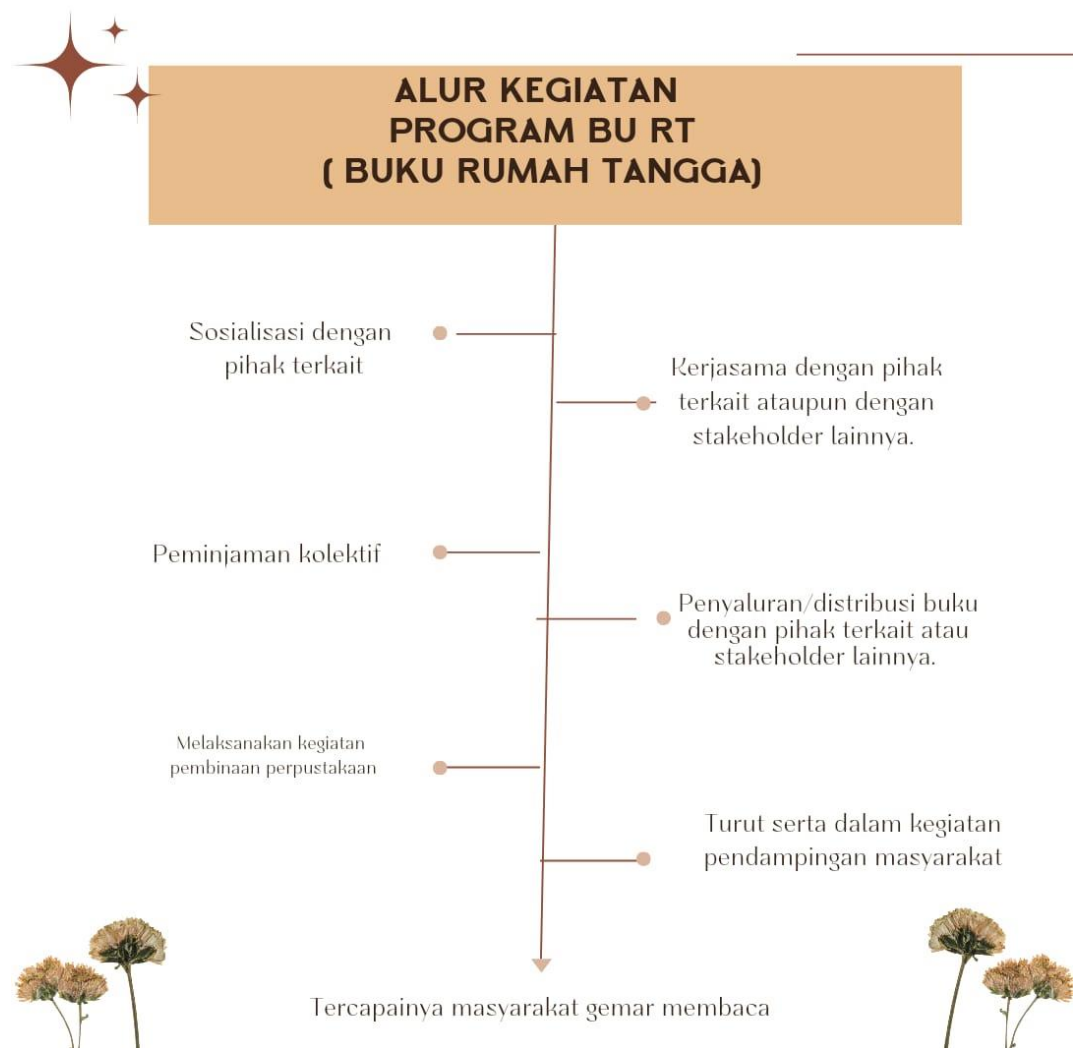 ALUR KEGIATAN
PROGRAM BU RT
( BUKU RUMAH TANGGA)
Sosialisasi dengan
pihak terkait
Kerjasama dengan pihak
terkait ataupun dengan
stakeholder lainnya.
Peminjaman kolektif
Penyaluran/distribusi buku
dengan pihak terkait atau
stakeholder lainnya.
Melaksanakan kegiatan
pembinaan perpustakaan
Turut serta dalam kegiatan
pendampingan masyarakat
Tercapainya masyarakat gemar membaca